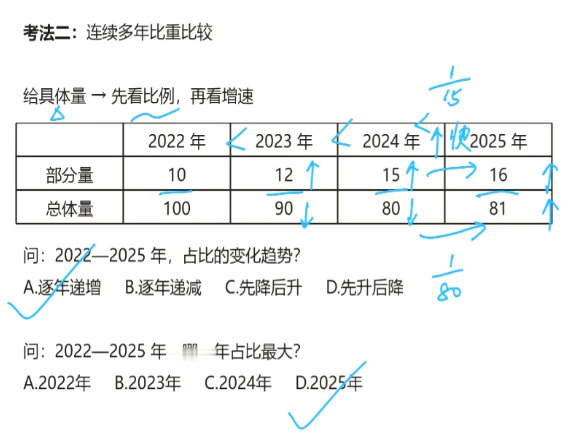 考法二：连续多年比重比较
给具体量 → 先看比例，再看增速
1/15
2022 年 < 2023 年 < 2024 年 < 2025 年
快
部分量 10 12 15 16
总体量 100 90 80 81
问：2022—2025 年，占比的变化趋势？
A.逐年递增 B.逐年递减 C.先降后升 D.先升后降
1/80
问：2022—2025 年 哪 年占比最大？
A.2022年 B.2023年 C.2024年 D.2025年